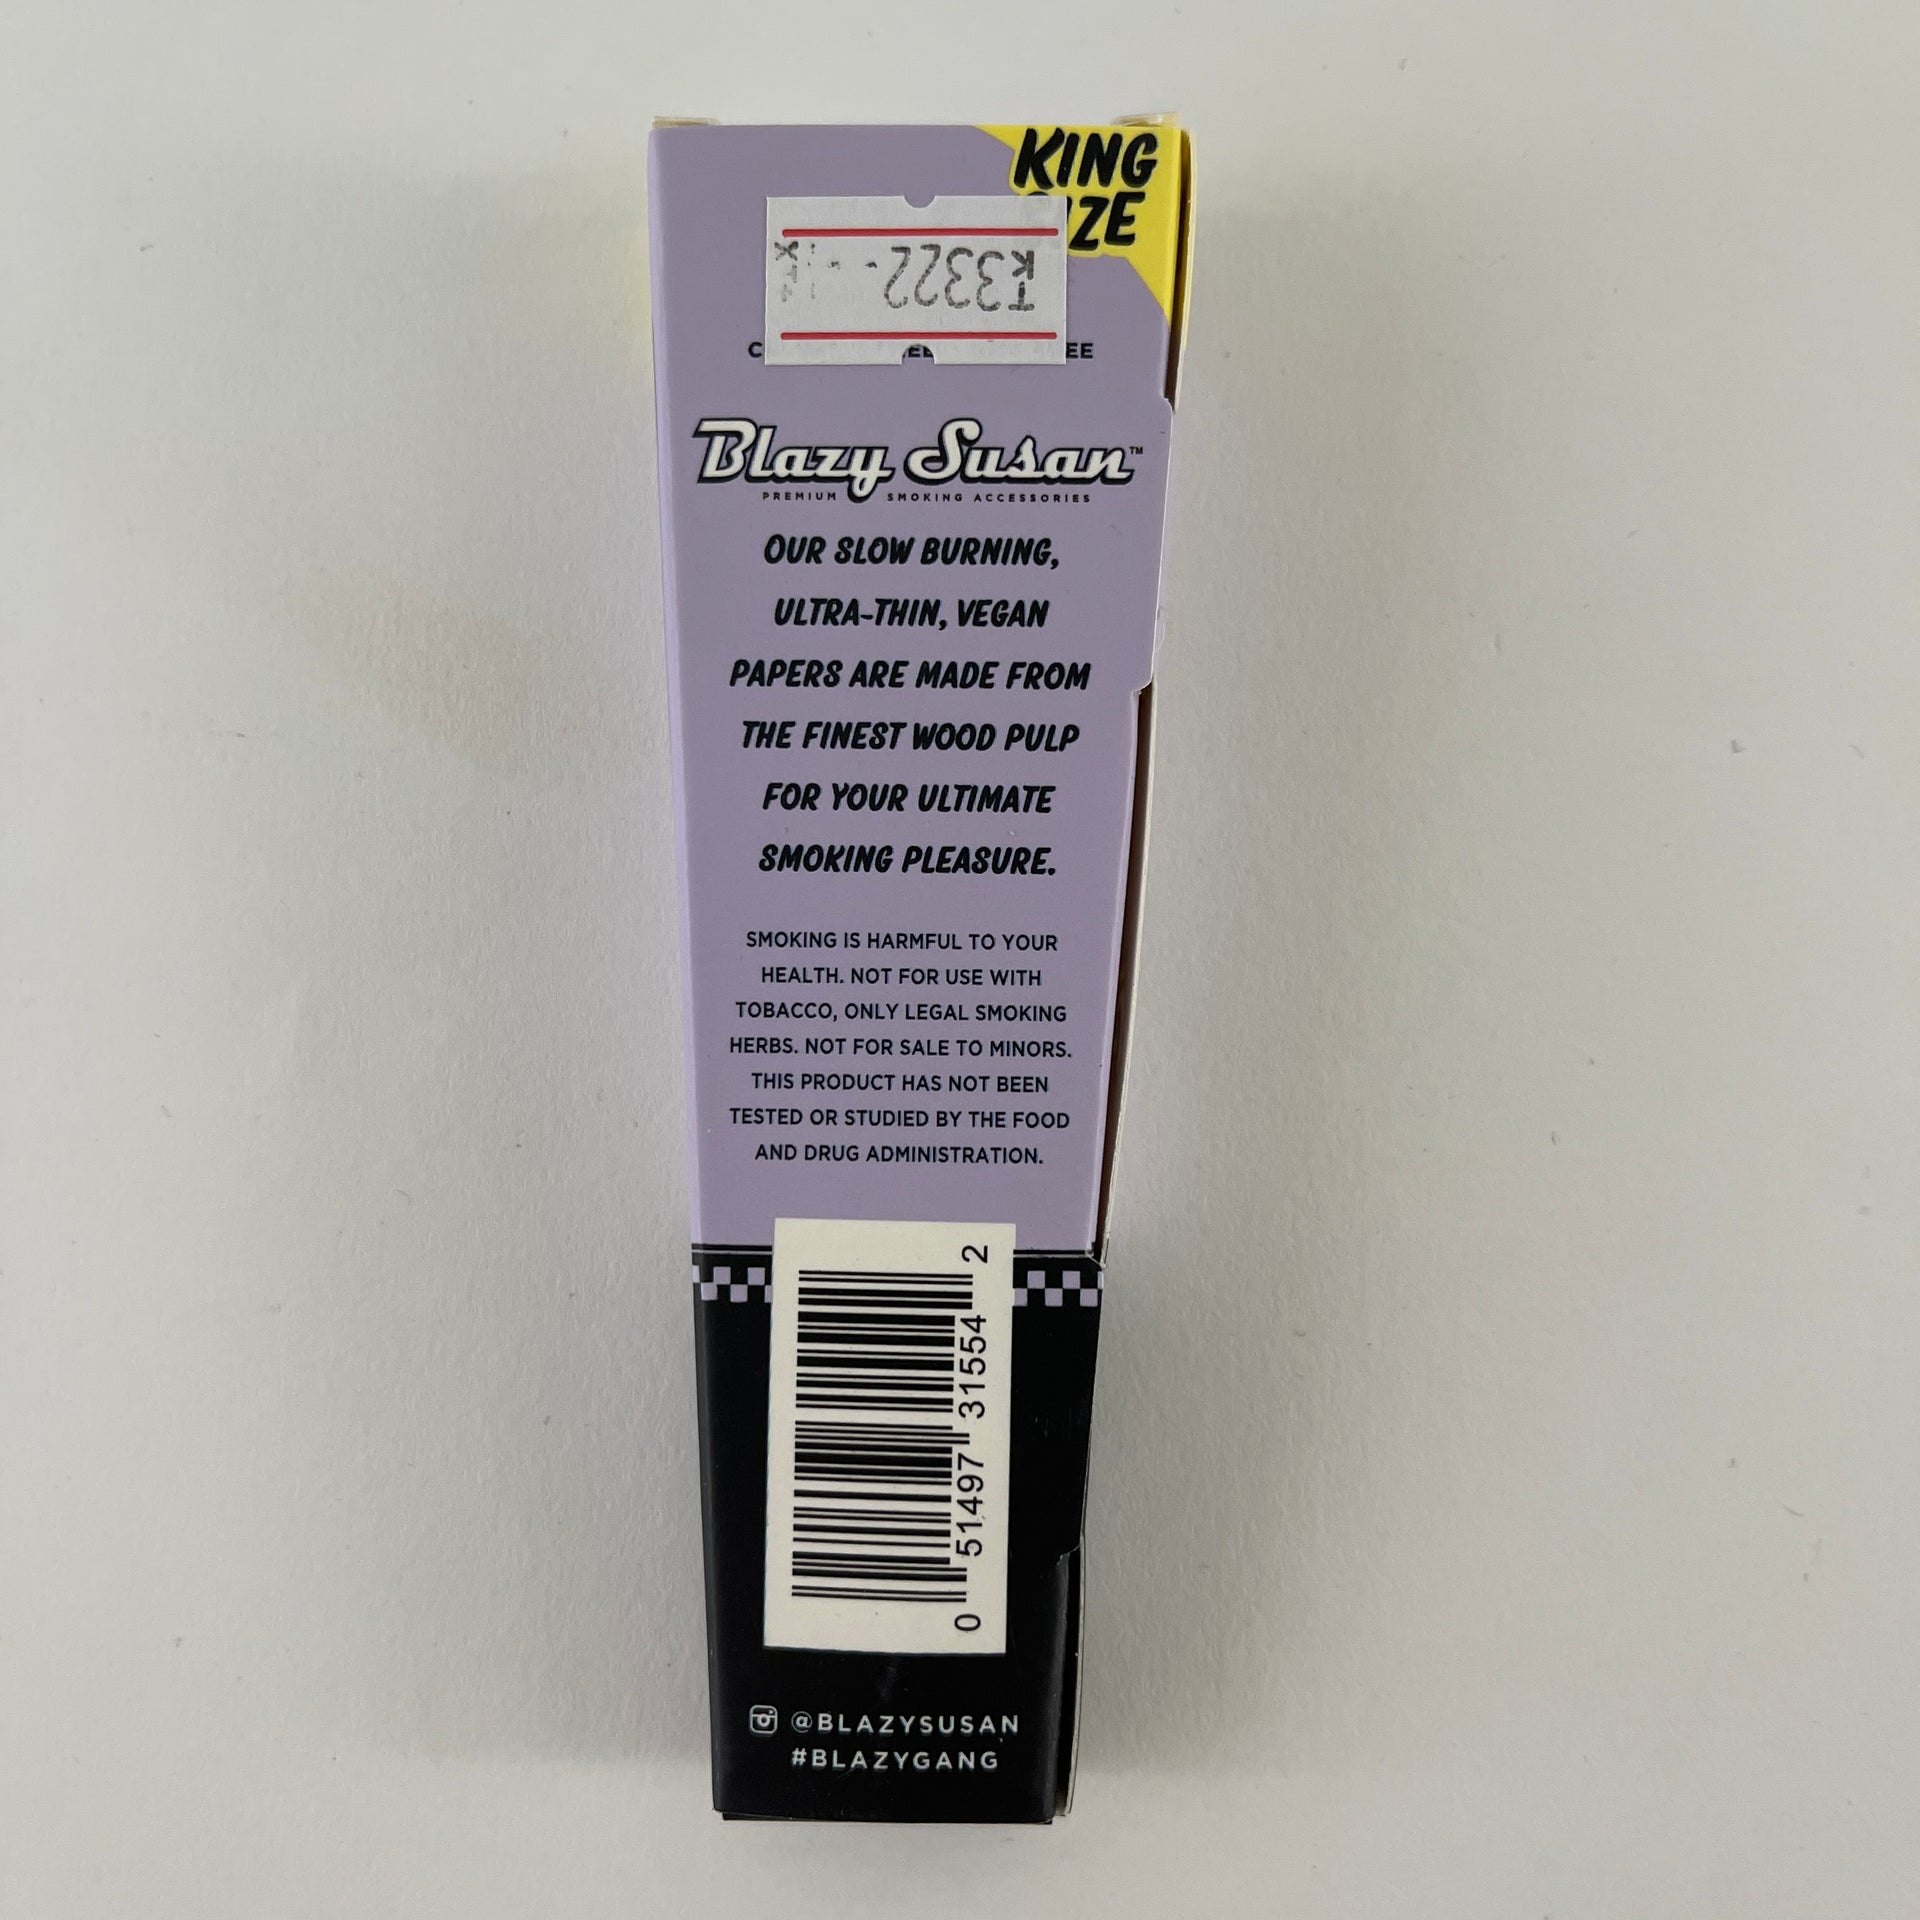 KING
T3322-
K
Blazy Susan™
PREMIUM SMOKING ACCESSORIES
OUR SLOW BURNING,
ULTRA-THIN, VEGAN
PAPERS ARE MADE FROM
THE FINEST WOOD PULP
FOR YOUR ULTIMATE
SMOKING PLEASURE.
SMOKING IS HARMFUL TO YOUR
HEALTH. NOT FOR USE WITH
TOBACCO, ONLY LEGAL SMOKING
HERBS. NOT FOR SALE TO MINORS.
THIS PRODUCT HAS NOT BEEN
TESTED OR STUDIED BY THE FOOD
AND DRUG ADMINISTRATION.
0 51497 31554 2
@BLAZYSUSAN
#BLAZYGANG